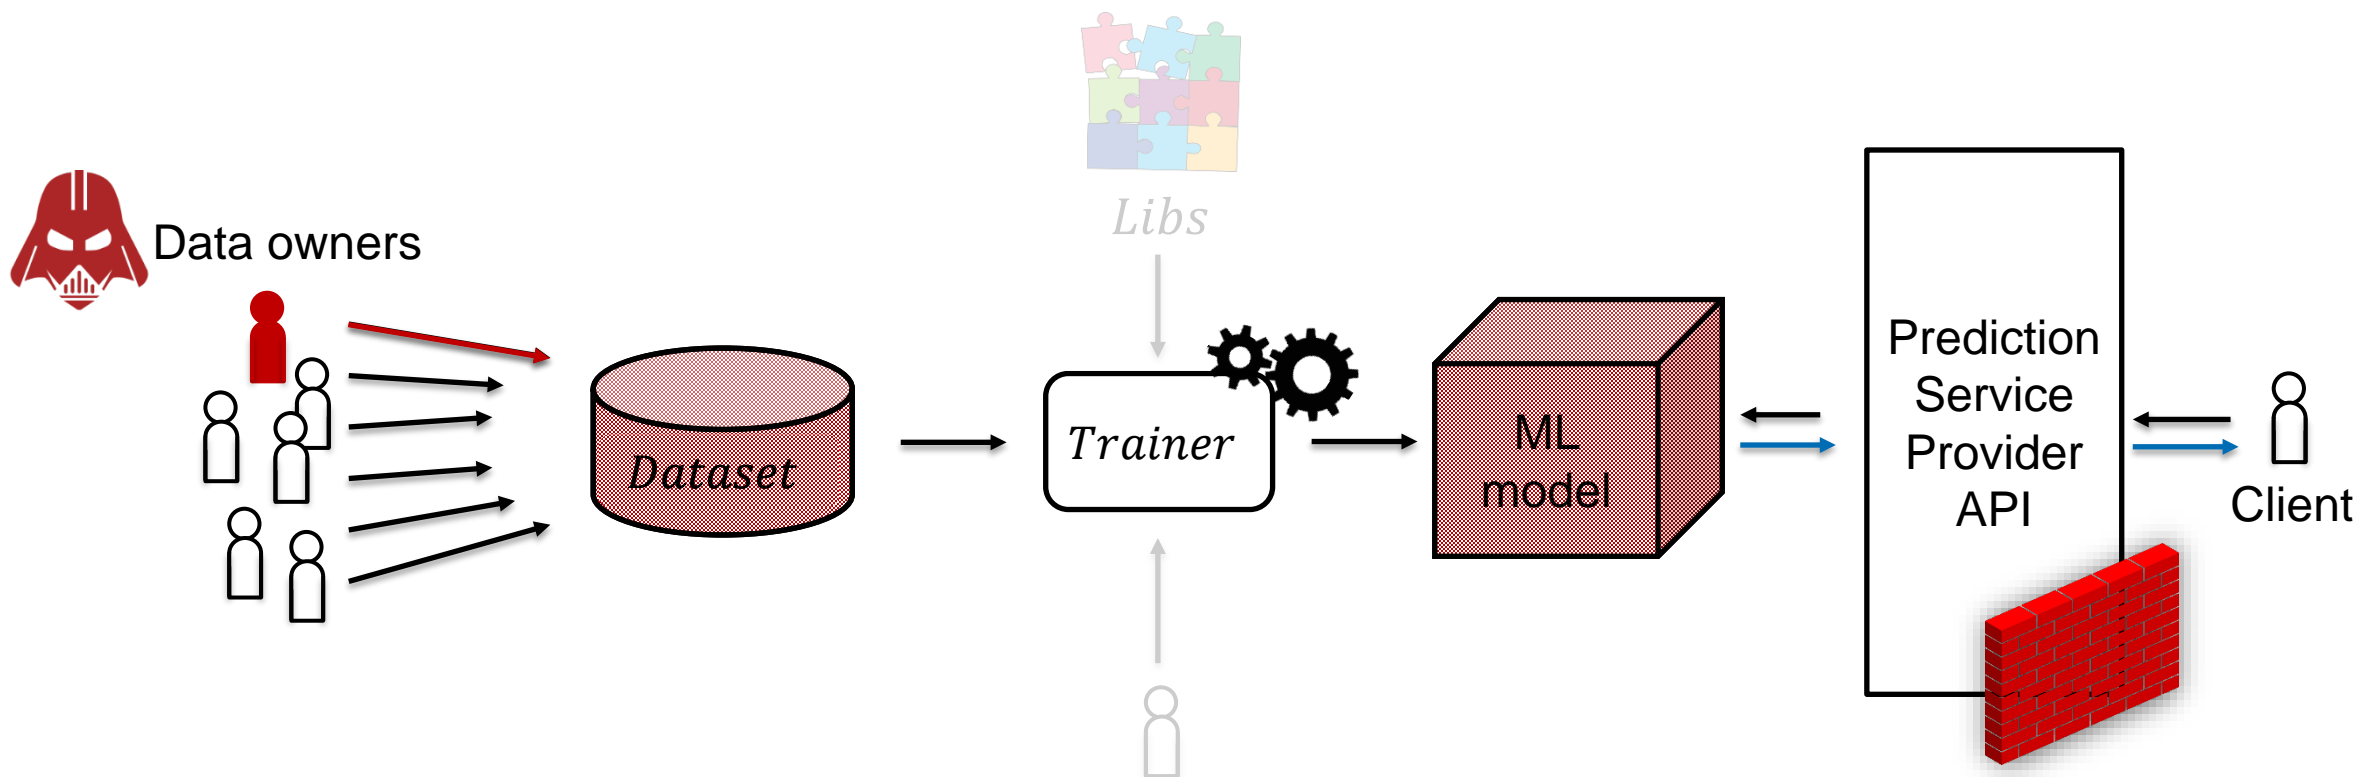 Libs
Data owners
Dataset
Trainer
ML
model
Prediction
Service
Provider
API
Client